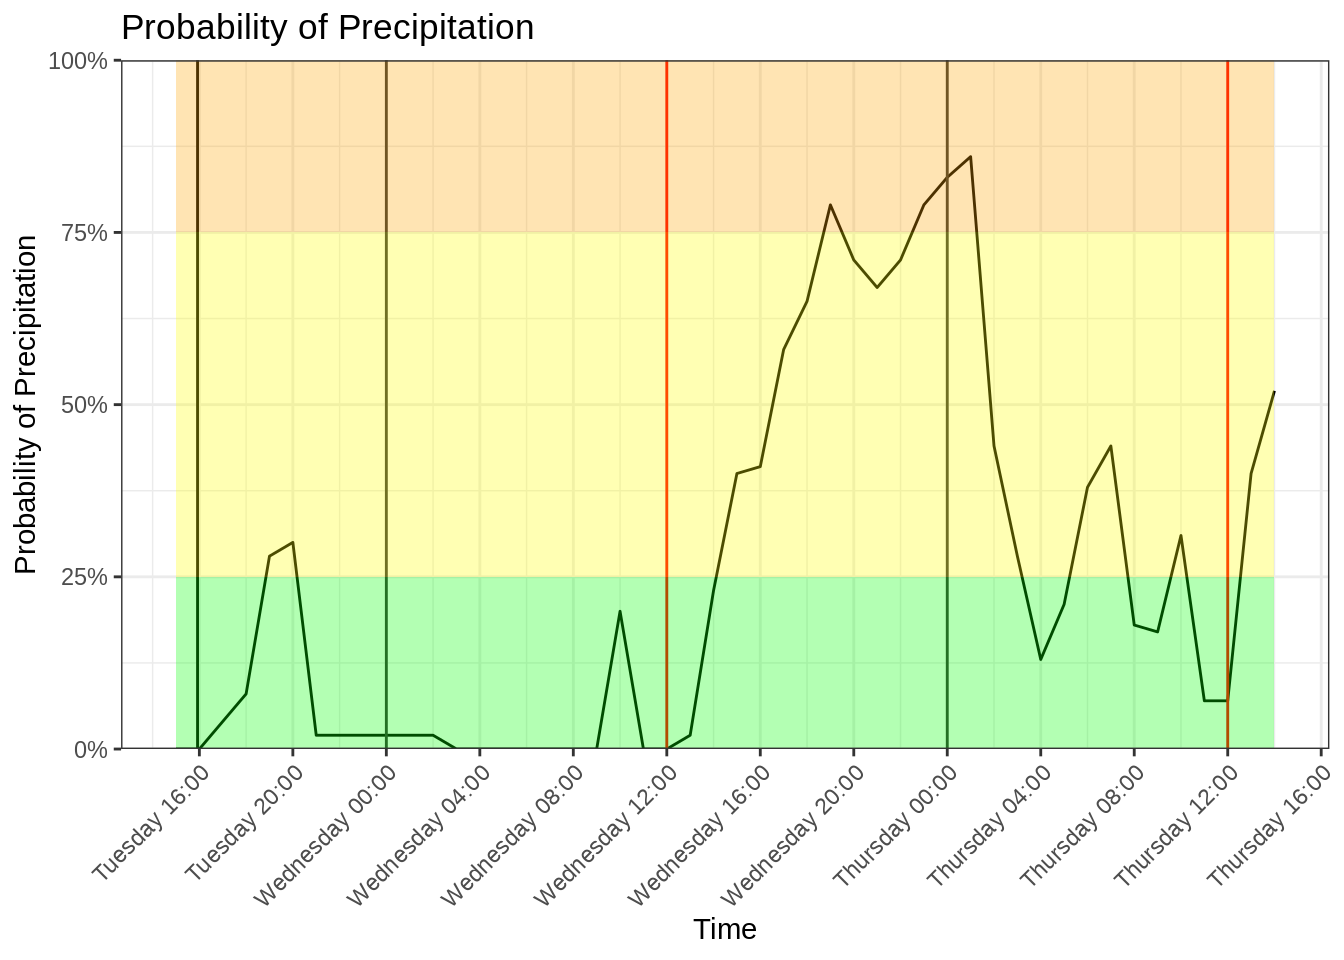 Probability of Precipitation
100%
75%
50%
25%
0%
Probability of Precipitation
Tuesday 16:00
Tuesday 20:00
Wednesday 00:00
Wednesday 04:00
Wednesday 08:00
Wednesday 12:00
Wednesday 16:00
Wednesday 20:00
Thursday 00:00
Thursday 04:00
Thursday 08:00
Thursday 12:00
Thursday 16:00
Time